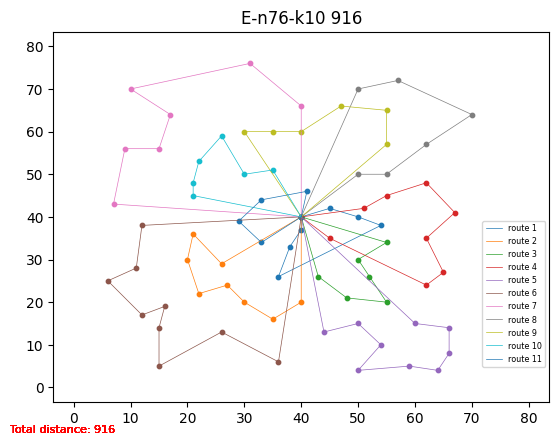 E-n76-k10 916
80
70
60
50
40
30
20
10
0
0 10 20 30 40 50 60 70 80
route 1
route 2
route 3
route 4
route 5
route 6
route 7
route 8
route 9
route 10
route 11
Total distance: 916